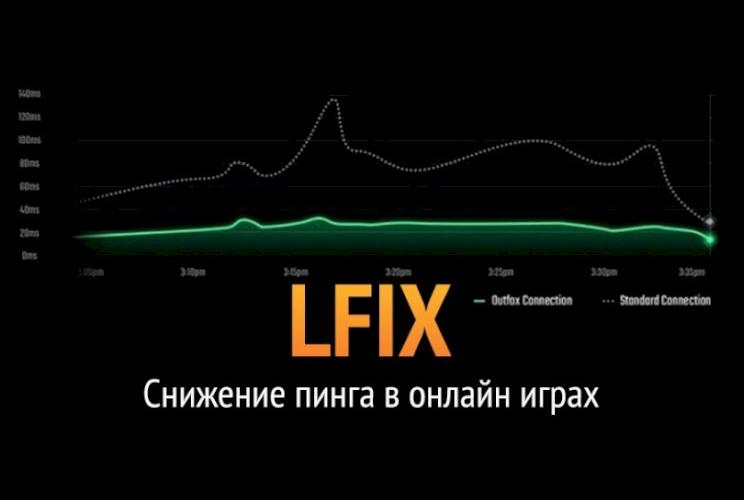 140ms
120ms
100ms
80ms
60ms
40ms
20ms
0ms
3:05pm 3:10pm 3:15pm 3:20pm 3:25pm 3:30pm 3:35pm
Outfox Connection Standard Connection
LFIX
Снижение пинга в онлайн играх